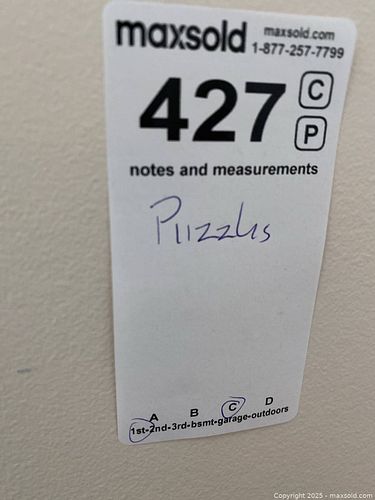 maxsold maxsold.com
1-877-257-7799
427 C
P
notes and measurements
Puzzles
A B C D
1st-2nd-3rd-bsmt-garage-outdoors
Copyright © 2025 - maxsold.com